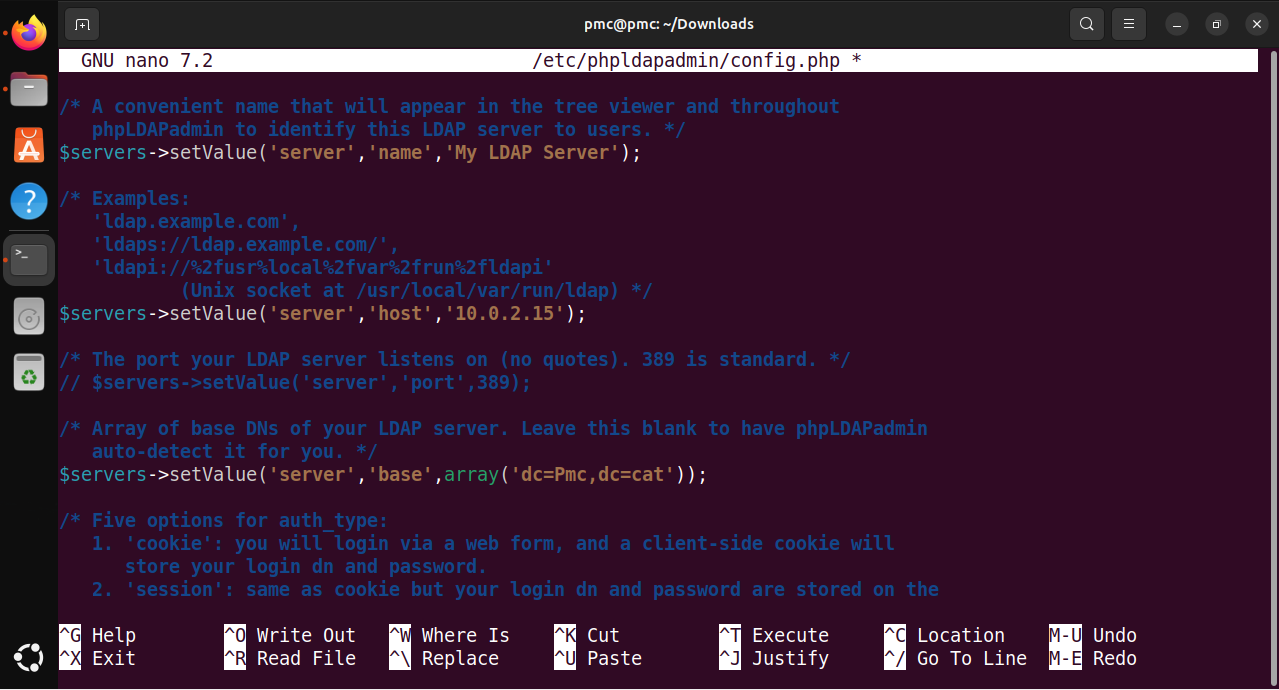 pmc@pmc: ~/Downloads
GNU nano 7.2 /etc/phpldapadmin/config.php *
/* A convenient name that will appear in the tree viewer and throughout
phpLDAPadmin to identify this LDAP server to users. */
$servers->setValue('server','name','My LDAP Server');
/* Examples:
'ldap.example.com',
'ldaps://ldap.example.com/',
'ldapi://%2fusr%local%2fvar%2frun%2fldapi'
(Unix socket at /usr/local/var/run/ldap) */
$servers->setValue('server','host','10.0.2.15');
/* The port your LDAP server listens on (no quotes). 389 is standard. */
// $servers->setValue('server','port',389);
/* Array of base DNs of your LDAP server. Leave this blank to have phpLDAPadmin
auto-detect it for you. */
$servers->setValue('server','base',array('dc=Pmc,dc=cat'));
/* Five options for auth_type:
1. 'cookie': you will login via a web form, and a client-side cookie will
store your login dn and password.
2. 'session': same as cookie but your login dn and password are stored on the
^G Help ^O Write Out ^W Where Is ^K Cut ^T Execute ^C Location M-U Undo
^X Exit ^R Read File ^\ Replace ^U Paste ^J Justify ^/ Go To Line M-E Redo